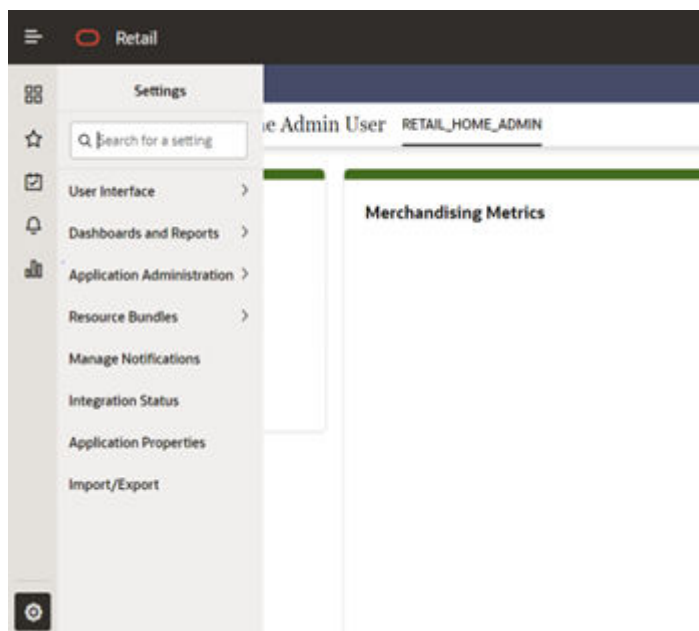 Retail
Settings
Search for a setting
User Interface
Dashboards and Reports
Application Administration
Resource Bundles
Manage Notifications
Integration Status
Application Properties
Import/Export
e Admin User RETAIL_HOME_ADMIN
Merchandising Metrics